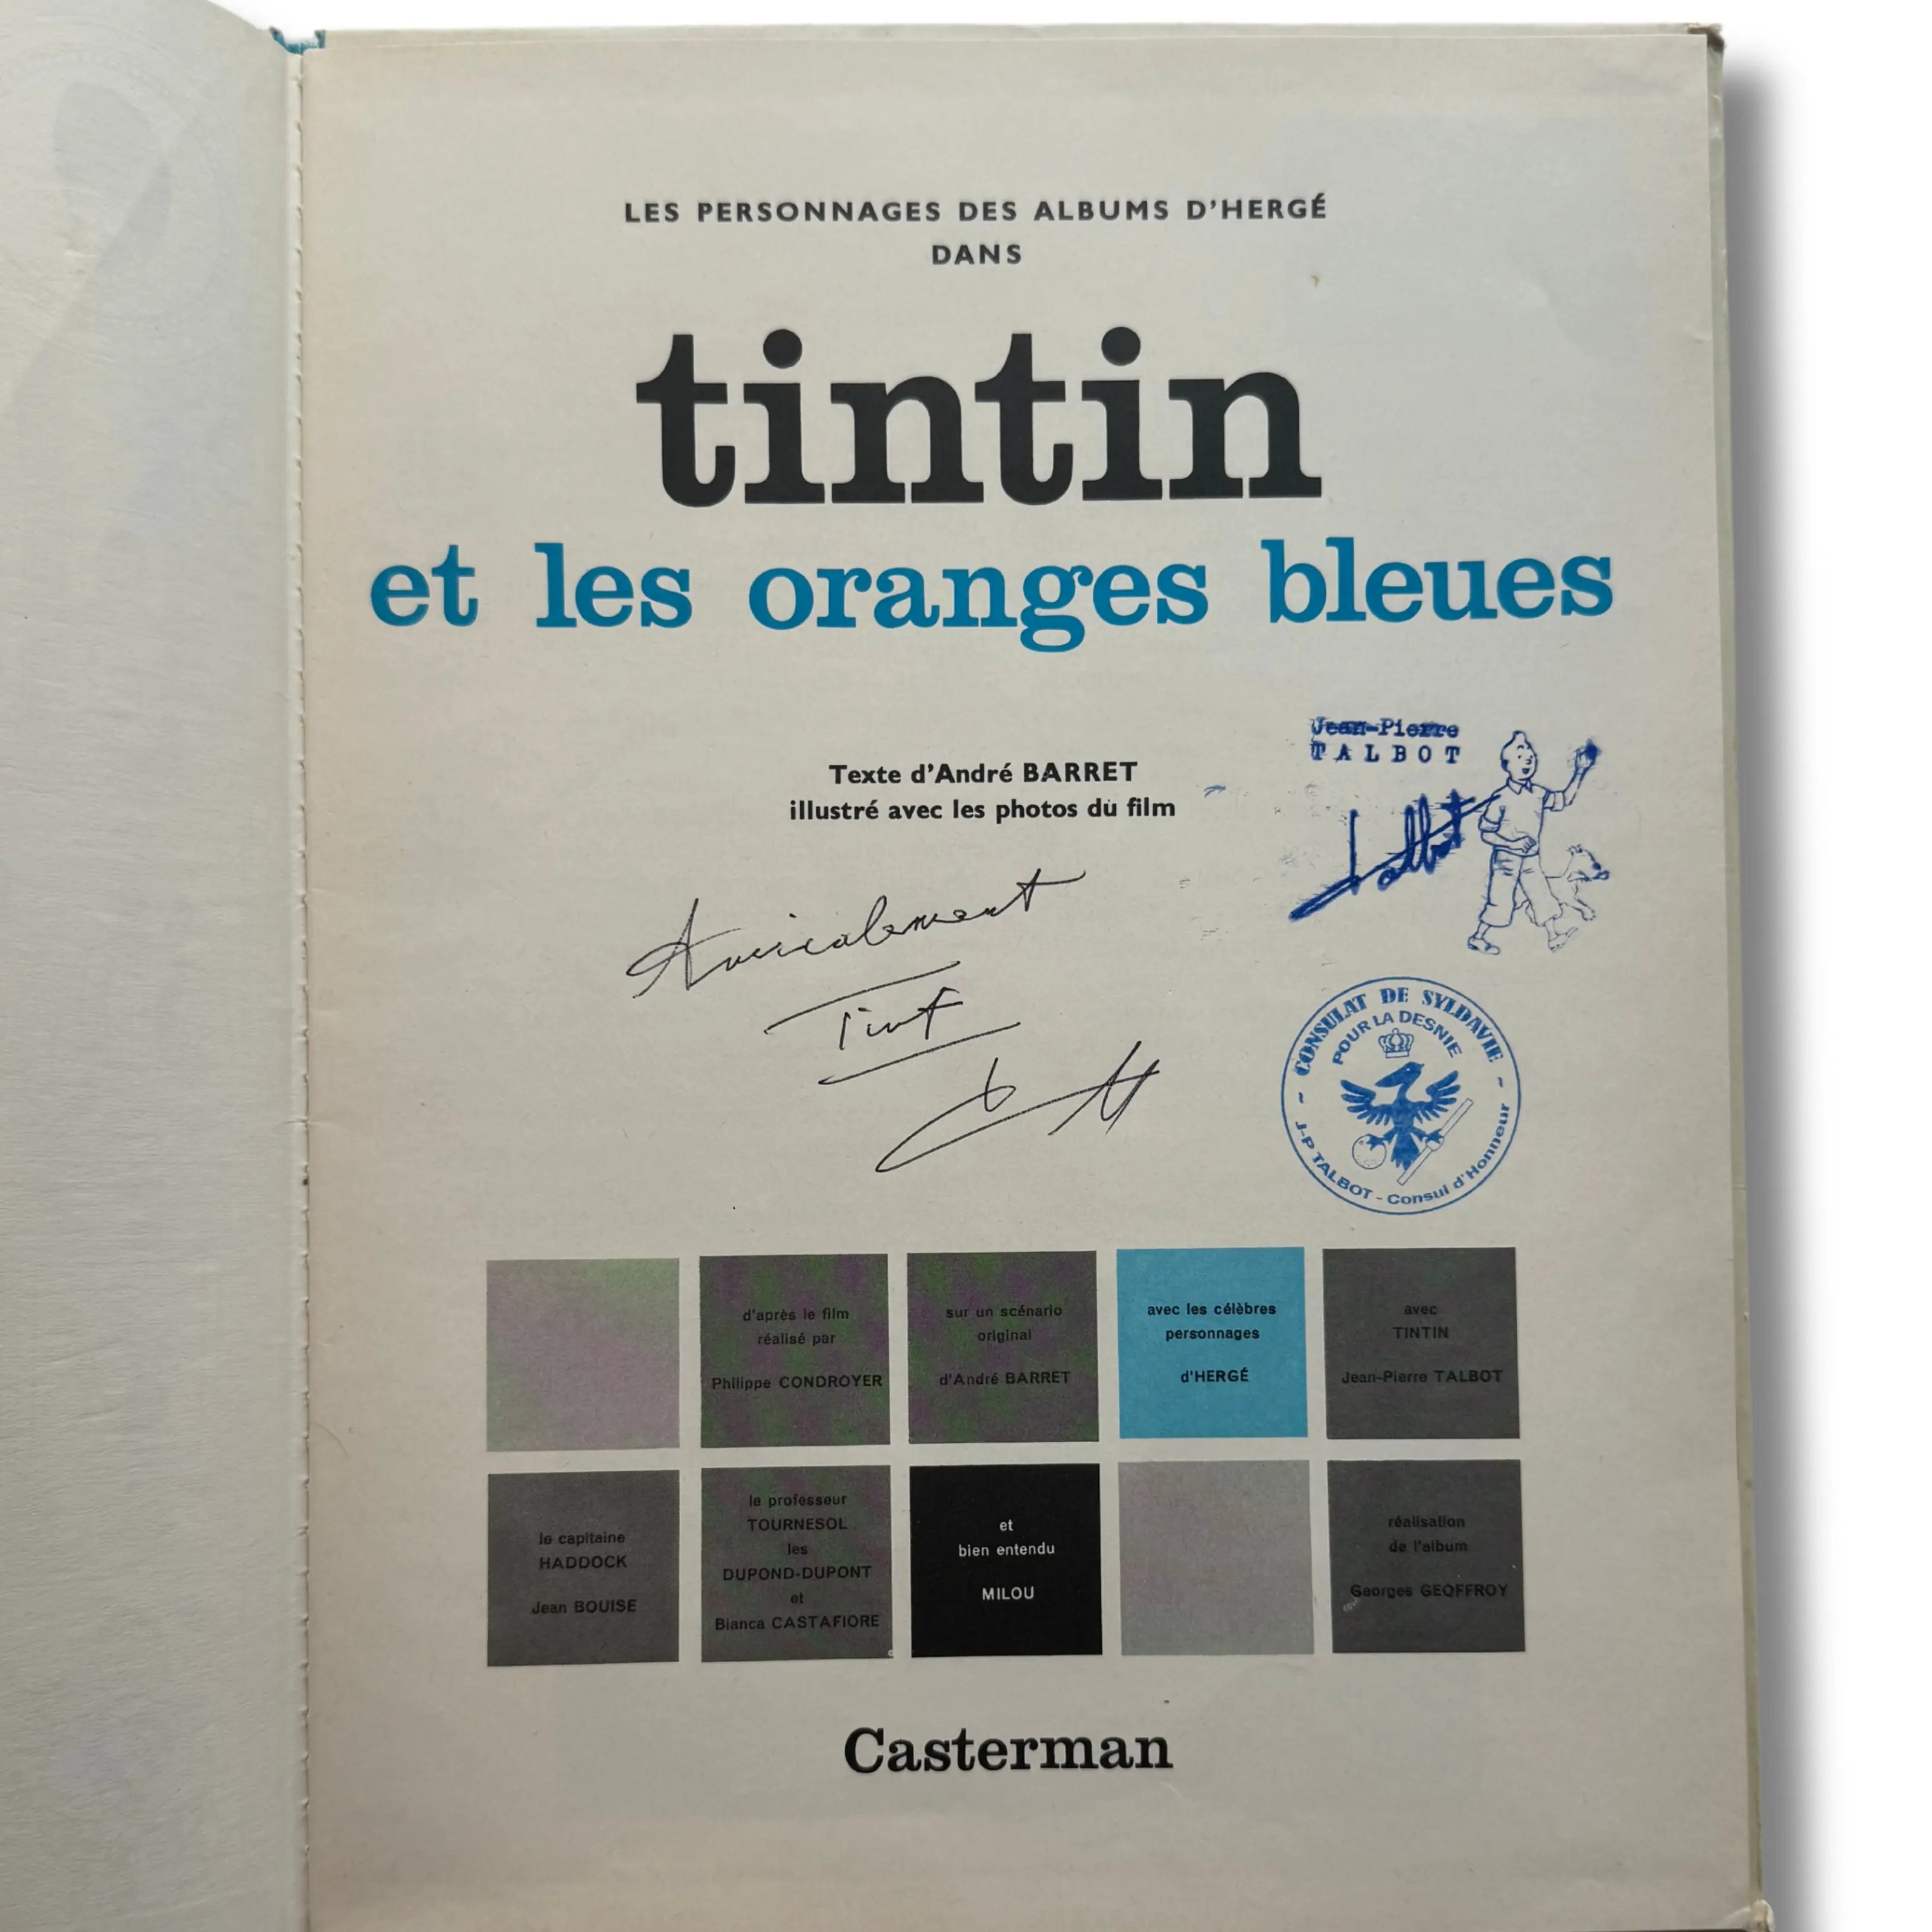 LES PERSONNAGES DES ALBUMS D'HERGÉ
DANS
tintin
et les oranges bleues
Texte d'André BARRET
illustré avec les photos du film
Jean-Pierre
TALBOT
Talbot
Amicalement
Tintin
CONSULAT DE SYLDAVIE
POUR LA DESNIE
J-P TALBOT - Consul d'Honneur
d'après le film
réalisé par
Philippe CONDROYER
sur un scénario
original
d'André BARRET
avec les célèbres
personnages
d'HERGÉ
avec
TINTIN
Jean-Pierre TALBOT
le capitaine
HADDOCK
Jean BOUISE
le professeur
TOURNESOL
les
DUPOND-DUPONT
et
Bianca CASTAFIORE
et
bien entendu
MILOU
réalisation
de l'album
Georges GEOFFROY
Casterman